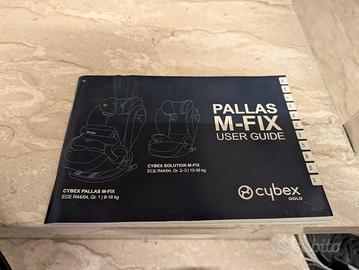 PALLAS
M-FIX
USER GUIDE
CYBEX SOLUTION M-FIX
ECE R44/04, Gr. 2-3 | 15-36 kg
CYBEX PALLAS M-FIX
ECE R44/04, Gr. 1 | 9-18 kg
cybex
GOLD
subito